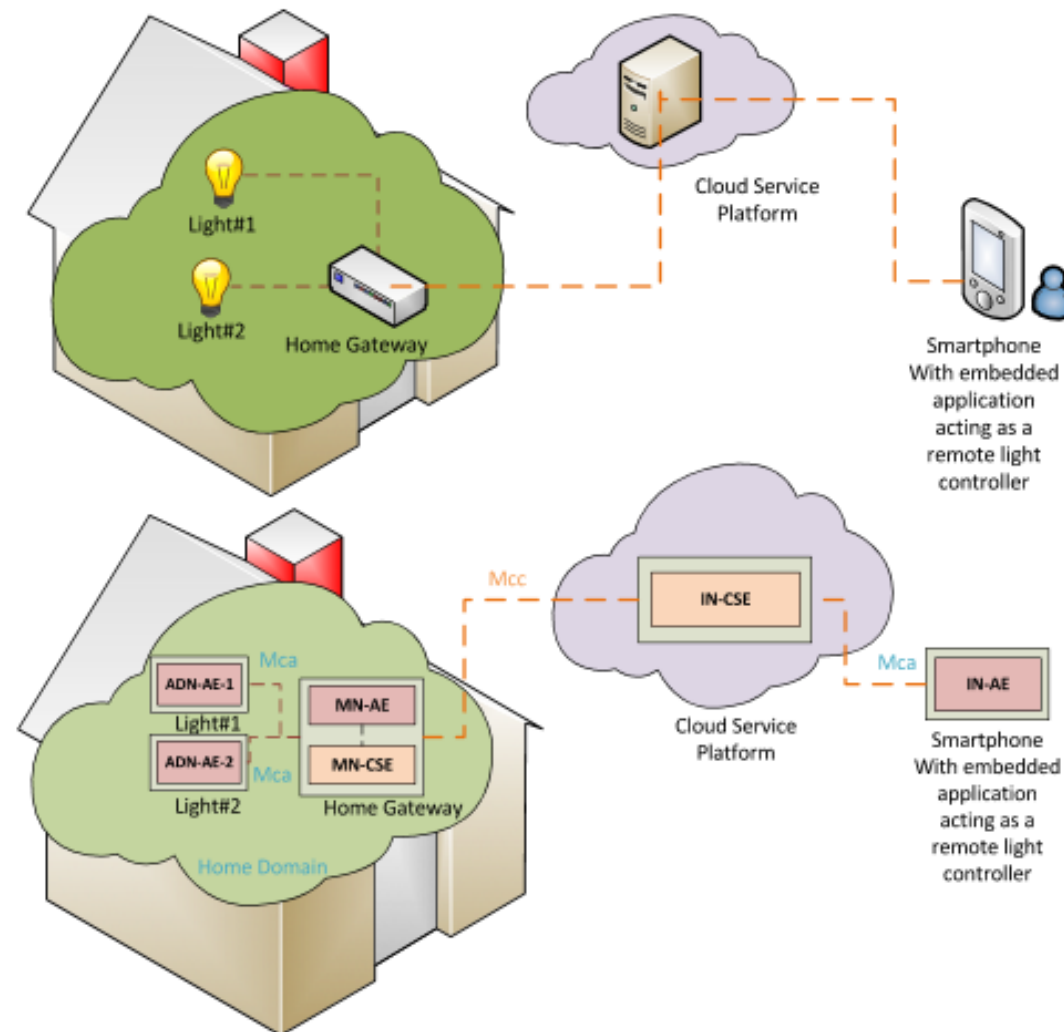 Light#1
Light#2
Home Gateway
Cloud Service
Platform
Smartphone
With embedded
application
acting as a
remote light
controller
Mcc
IN-CSE
Mca
ADN-AE-1
Light#1
MN-AE
Mca
IN-AE
ADN-AE-2
Mca
MN-CSE
Light#2
Home Gateway
Cloud Service
Platform
Smartphone
With embedded
application
acting as a
remote light
controller
Home Domain